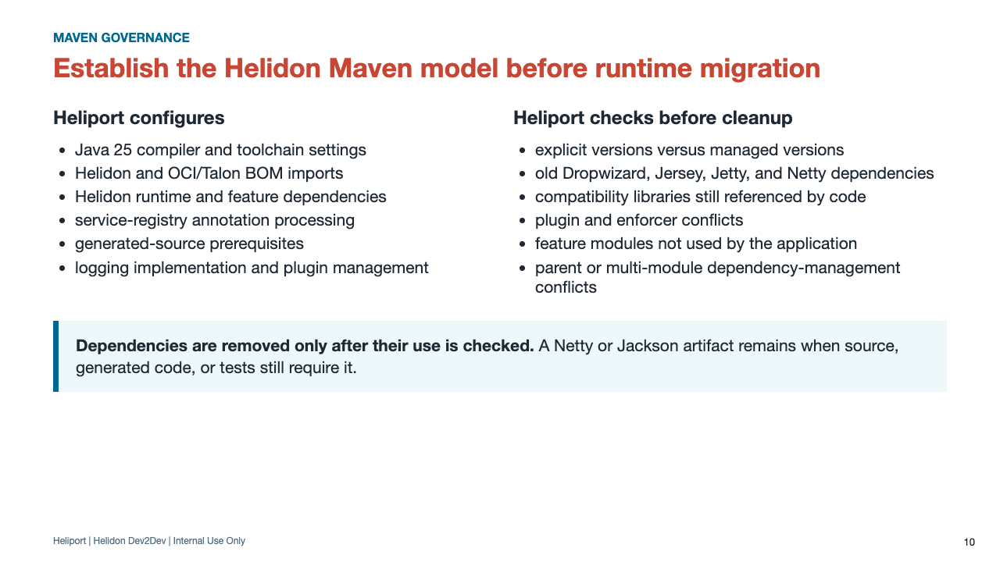 MAVEN GOVERNANCE
Establish the Helidon Maven model before runtime migration
Heliport configures
• Java 25 compiler and toolchain settings
• Helidon and OCI/Talon BOM imports
• Helidon runtime and feature dependencies
• service-registry annotation processing
• generated-source prerequisites
• logging implementation and plugin management
Heliport checks before cleanup
• explicit versions versus managed versions
• old Dropwizard, Jersey, Jetty, and Netty dependencies
• compatibility libraries still referenced by code
• plugin and enforcer conflicts
• feature modules not used by the application
• parent or multi-module dependency-management
conflicts
Dependencies are removed only after their use is checked. A Netty or Jackson artifact remains when source,
generated code, or tests still require it.
Heliport | Helidon Dev2Dev | Internal Use Only
10